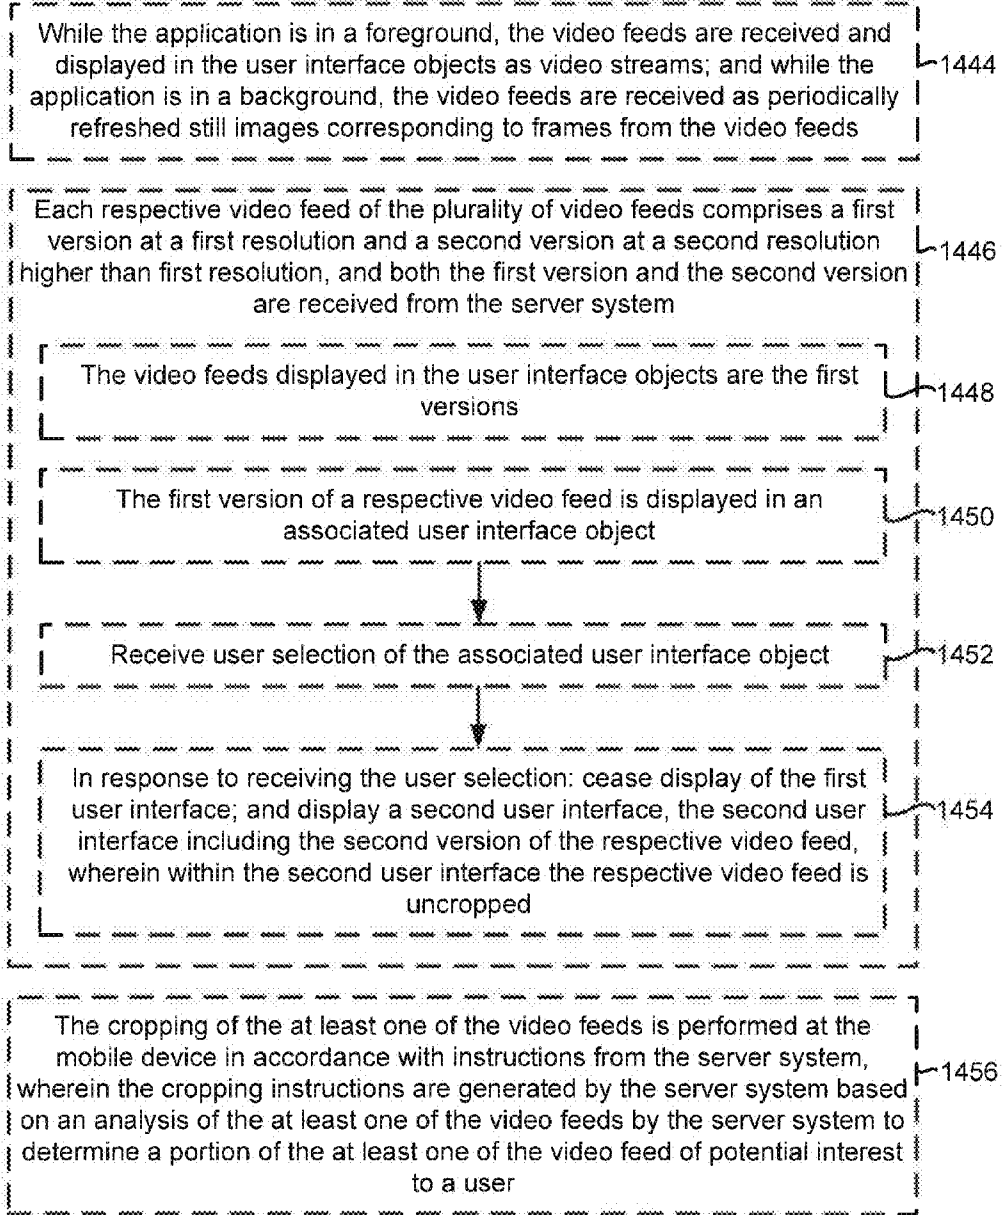 While the application is in a foreground, the video feeds are received and
displayed in the user interface objects as video streams; and while the
application is in a background, the video feeds are received as periodically
refreshed still images corresponding to frames from the video feeds
1444
Each respective video feed of the plurality of video feeds comprises a first
version at a first resolution and a second version at a second resolution
higher than first resolution, and both the first version and the second version
are received from the server system
1446
The video feeds displayed in the user interface objects are the first
versions
1448
The first version of a respective video feed is displayed in an
associated user interface object
1450
Receive user selection of the associated user interface object
1452
In response to receiving the user selection: cease display of the first
user interface; and display a second user interface, the second user
interface including the second version of the respective video feed,
wherein within the second user interface the respective video feed is
uncropped
1454
The cropping of the at least one of the video feeds is performed at the
mobile device in accordance with instructions from the server system,
wherein the cropping instructions are generated by the server system based
on an analysis of the at least one of the video feeds by the server system to
determine a portion of the at least one of the video feed of potential interest
to a user
1456